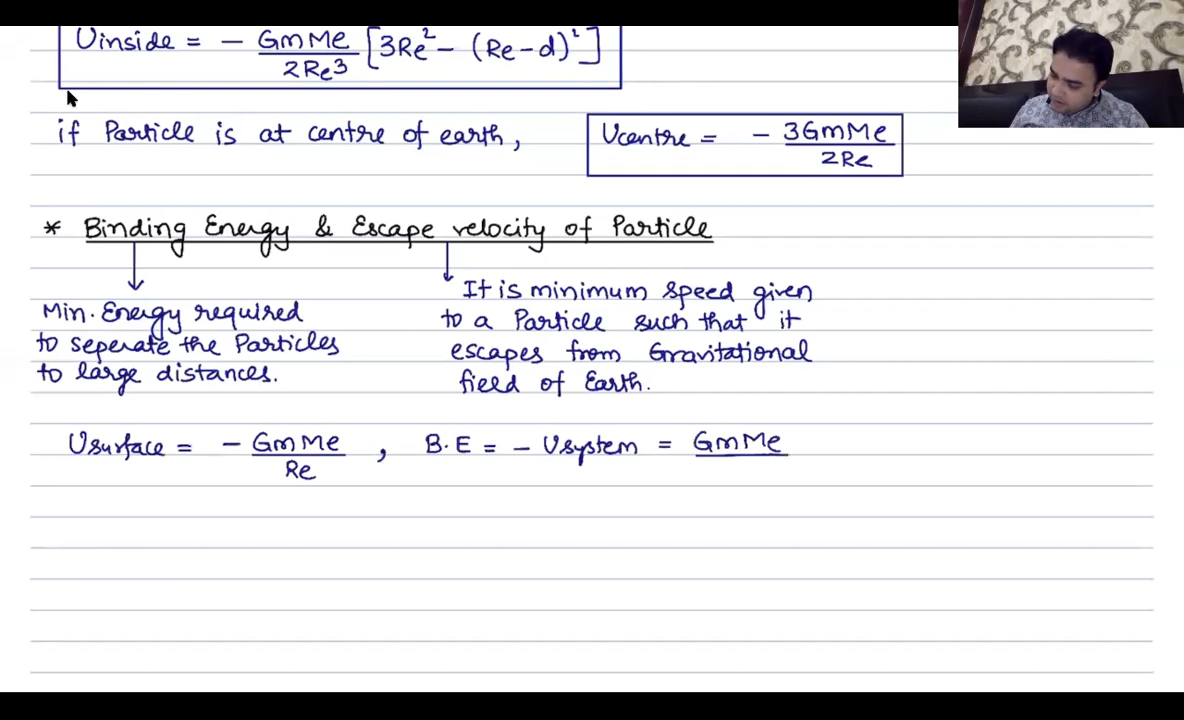 Uinside = - GmMe/2Re³ [3Re² - (Re-d)²]
if Particle is at centre of earth, Ucentre = - 3GmMe/2Re
* Binding Energy & Escape velocity of Particle
Min. Energy required
to seperate the Particles
to large distances.
It is minimum speed given
to a Particle such that it
escapes from Gravitational
field of Earth.
Usurface = - GmMe/Re , B.E = - Usystem = GmMe